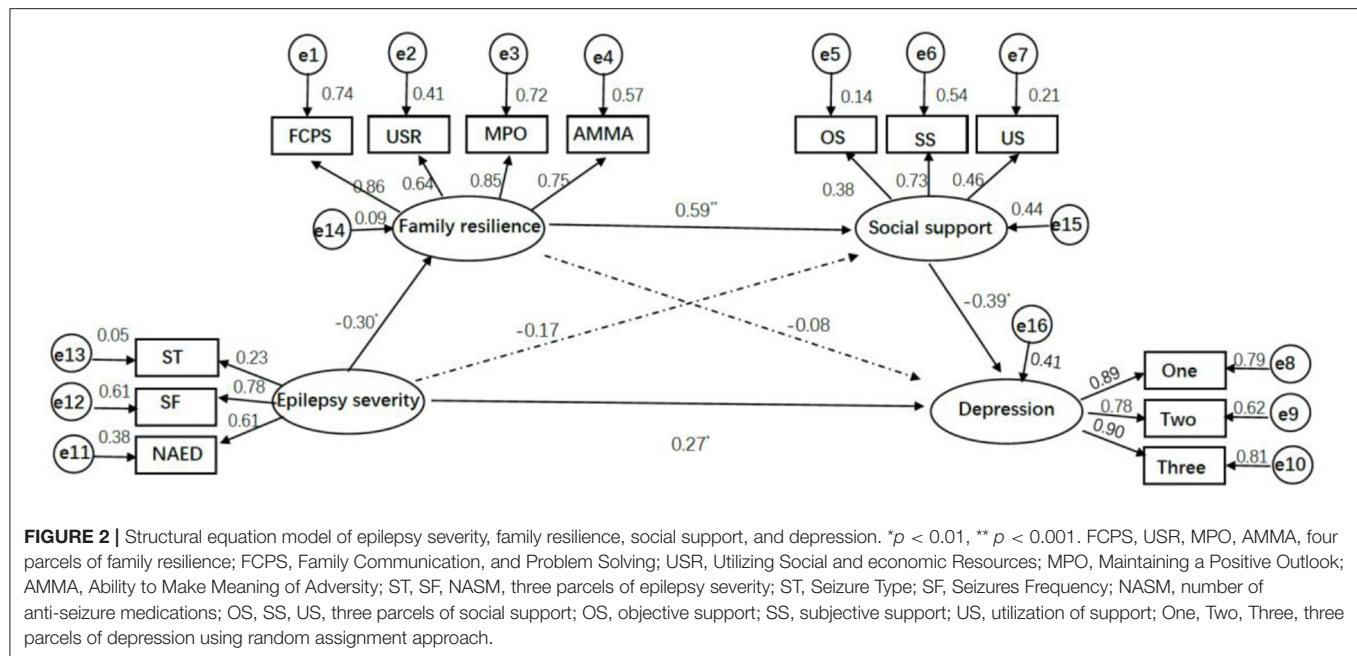 e1 e2 e3 e4 e5 e6 e7
0.74 0.41 0.72 0.57 0.14 0.54 0.21
FCPS USR MPO AMMA OS SS US
0.86 0.64 0.85 0.75 0.38 0.73 0.46
e14 0.09 Family resilience 0.59** Social support 0.44 e15
-0.30* -0.17 -0.08 -0.39* e16
0.41
e13 0.05 ST 0.23
e12 0.61 SF 0.78
e11 0.38 NAED 0.61
Epilepsy severity 0.27* Depression
0.89 One 0.79 e8
0.78 Two 0.62 e9
0.90 Three 0.81 e10
FIGURE 2 | Structural equation model of epilepsy severity, family resilience, social support, and depression. *p < 0.01, ** p < 0.001. FCPS, USR, MPO, AMMA, four
parcels of family resilience; FCPS, Family Communication, and Problem Solving; USR, Utilizing Social and economic Resources; MPO, Maintaining a Positive Outlook;
AMMA, Ability to Make Meaning of Adversity; ST, SF, NASM, three parcels of epilepsy severity; ST, Seizure Type; SF, Seizures Frequency; NASM, number of
anti-seizure medications; OS, SS, US, three parcels of social support; OS, objective support; SS, subjective support; US, utilization of support; One, Two, Three, three
parcels of depression using random assignment approach.